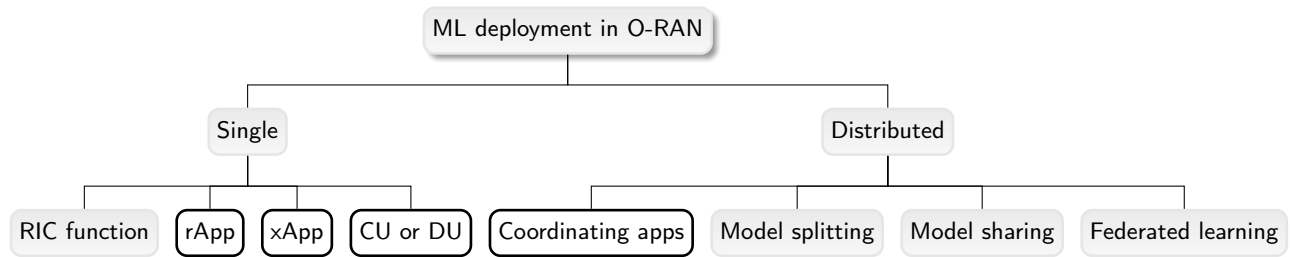 ML deployment in O-RAN
Single
Distributed
RIC function
rApp
xApp
CU or DU
Coordinating apps
Model splitting
Model sharing
Federated learning